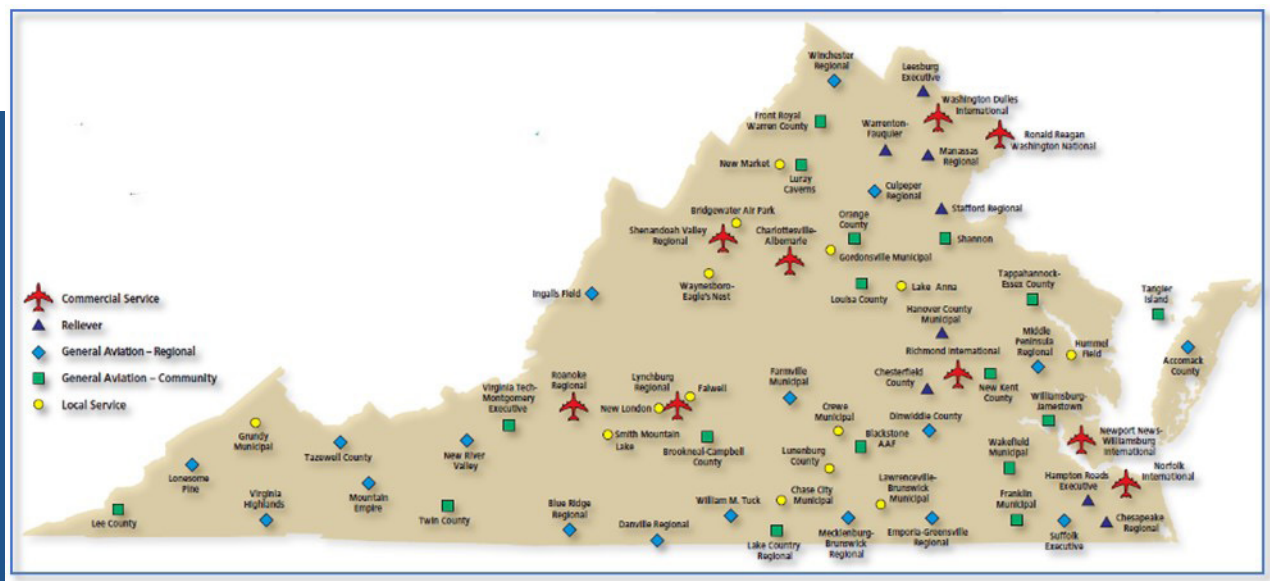 Winchester
Regional
Leesburg
Executive
Washington Dulles
International
Front Royal
Warren County
Warrenton-
Fauquier
Ronald Reagan
Washington National
Manassas
Regional
New Market
Luray
Caverns
Culpeper
Regional
Bridgewater Air Park
Stafford Regional
Shenandoah Valley
Regional
Charlottesville-
Albemarle
Orange
County
Shannon
Gordonsville Municipal
Waynesboro-
Eagle's Nest
Ingalls Field
Louisa County
Lake Anna
Tappahannock-
Essex County
Tangier
Island
Commercial Service
Reliever
General Aviation – Regional
General Aviation – Community
Local Service
Hanover County
Municipal
Richmond International
Middle
Peninsula
Regional
Hummel
Field
Accomack
County
Chesterfield
County
New Kent
County
Virginia Tech-
Montgomery
Executive
Roanoke
Regional
Lynchburg
Regional
Falwell
New London
Farmville
Municipal
Williamsburg-
Jamestown
Crewe
Municipal
Dinwiddie County
Blackstone
AAF
Newport News-
Williamsburg
International
Grundy
Municipal
Tazewell County
New River
Valley
Smith Mountain
Lake
Brookneal-Campbell
County
Lunenburg
County
Wakefield
Municipal
Norfolk
International
Hampton Roads
Executive
Lonesome
Pine
Virginia
Highlands
Mountain
Empire
Twin County
Blue Ridge
Regional
William M. Tuck
Chase City
Municipal
Lawrenceville-
Brunswick
Municipal
Franklin
Municipal
Chesapeake
Regional
Lee County
Danville Regional
Lake Country
Regional
Mecklenburg-
Brunswick
Regional
Emporia-Greensville
Regional
Suffolk
Executive